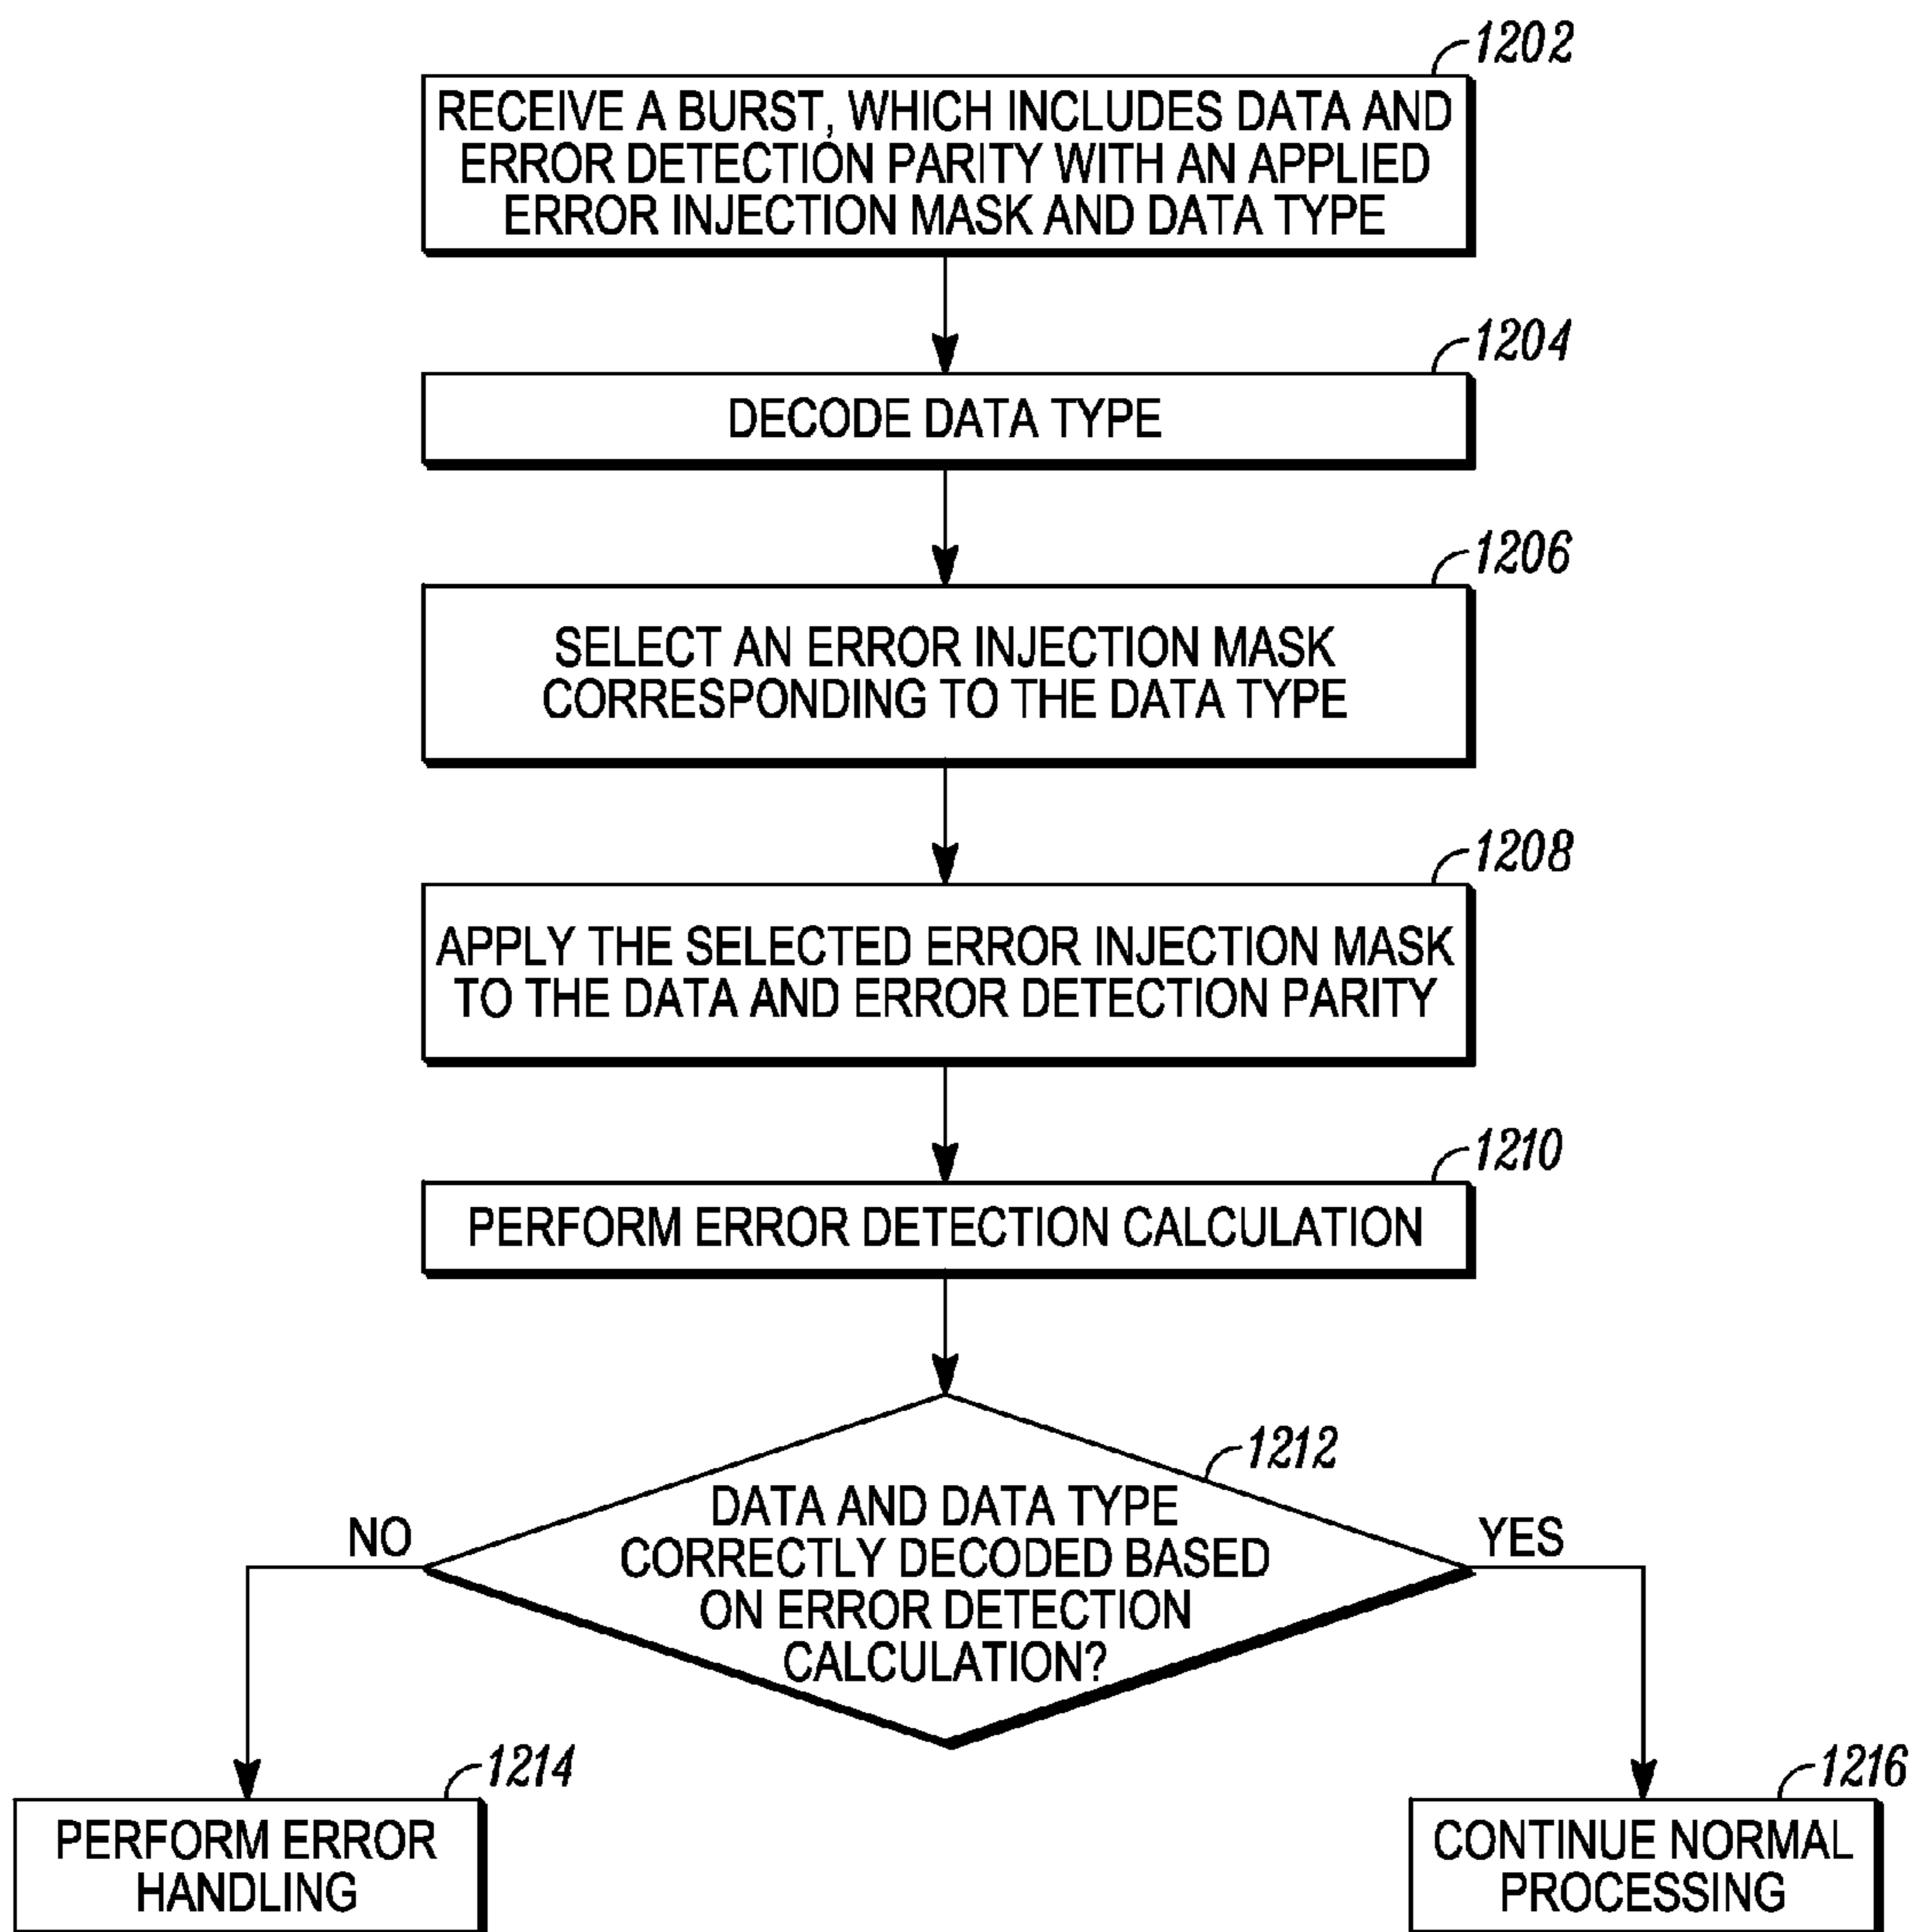 1202
RECEIVE A BURST, WHICH INCLUDES DATA AND
ERROR DETECTION PARITY WITH AN APPLIED
ERROR INJECTION MASK AND DATA TYPE
1204
DECODE DATA TYPE
1206
SELECT AN ERROR INJECTION MASK
CORRESPONDING TO THE DATA TYPE
1208
APPLY THE SELECTED ERROR INJECTION MASK
TO THE DATA AND ERROR DETECTION PARITY
1210
PERFORM ERROR DETECTION CALCULATION
1212
DATA AND DATA TYPE
CORRECTLY DECODED BASED
ON ERROR DETECTION
CALCULATION?
NO
YES
1214
PERFORM ERROR
HANDLING
1216
CONTINUE NORMAL
PROCESSING